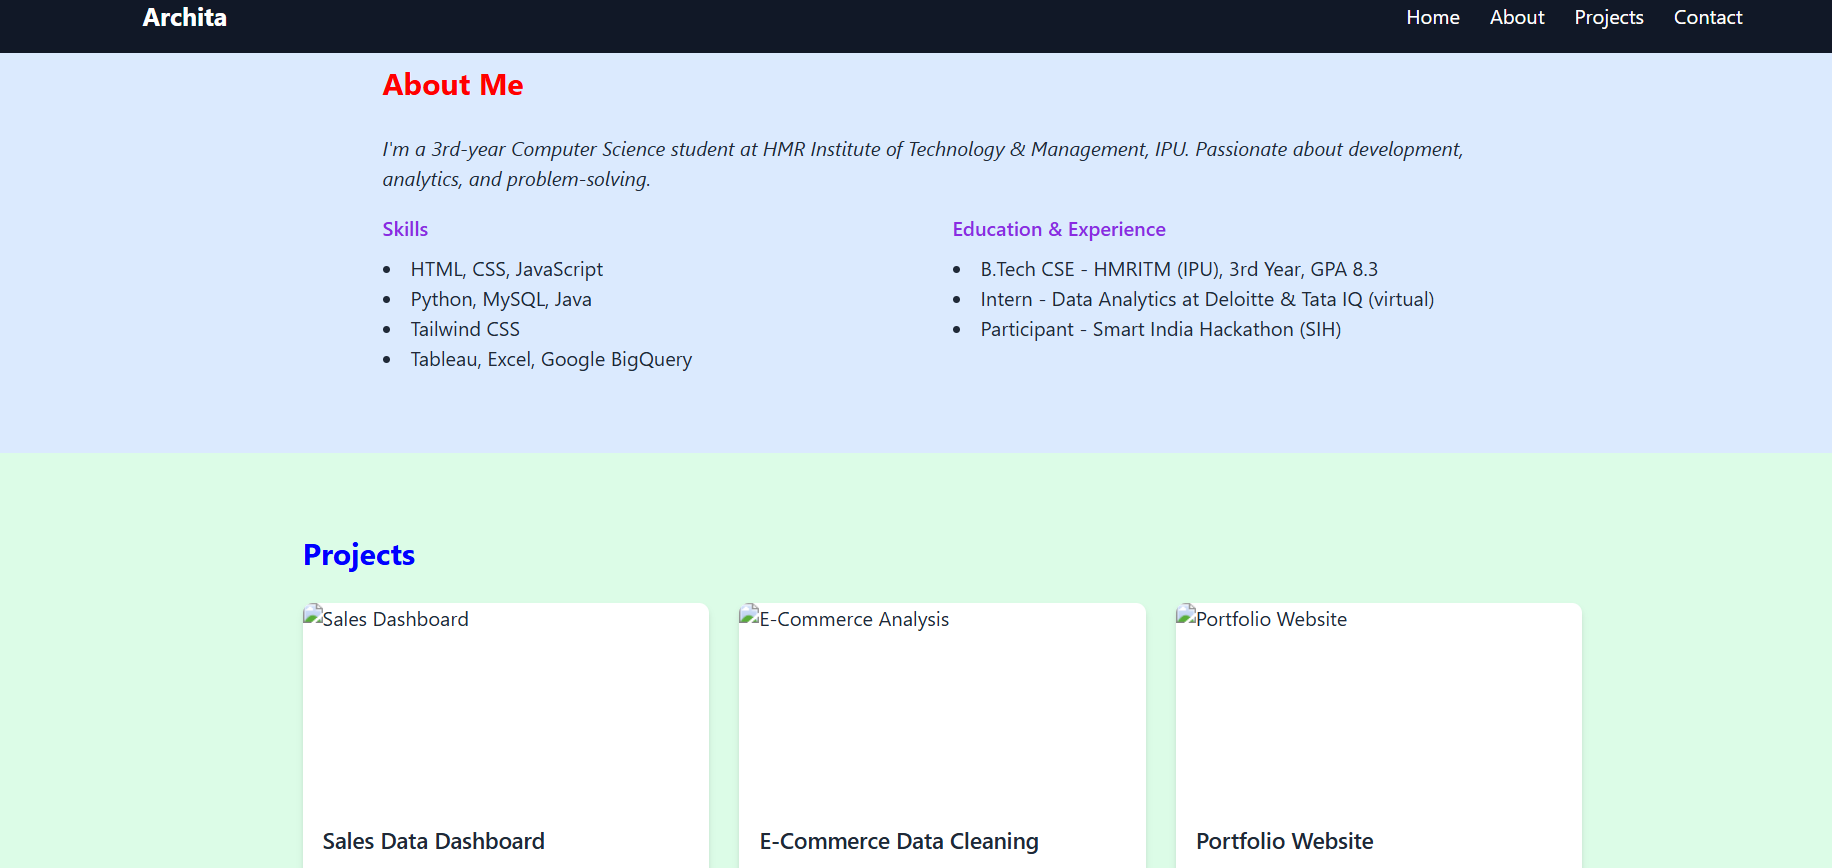 Archita
Home About Projects Contact
About Me
I'm a 3rd-year Computer Science student at HMR Institute of Technology & Management, IPU. Passionate about development,
analytics, and problem-solving.
Skills
HTML, CSS, JavaScript
Python, MySQL, Java
Tailwind CSS
Tableau, Excel, Google BigQuery
Education & Experience
B.Tech CSE - HMRITM (IPU), 3rd Year, GPA 8.3
Intern - Data Analytics at Deloitte & Tata IQ (virtual)
Participant - Smart India Hackathon (SIH)
Projects
Sales Dashboard
Sales Data Dashboard
E-Commerce Analysis
E-Commerce Data Cleaning
Portfolio Website
Portfolio Website